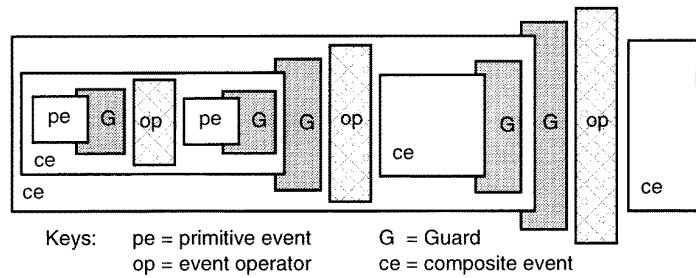 pe G op pe G G op ce G G op ce
ce
ce
Keys: pe = primitive event G = Guard
op = event operator ce = composite event